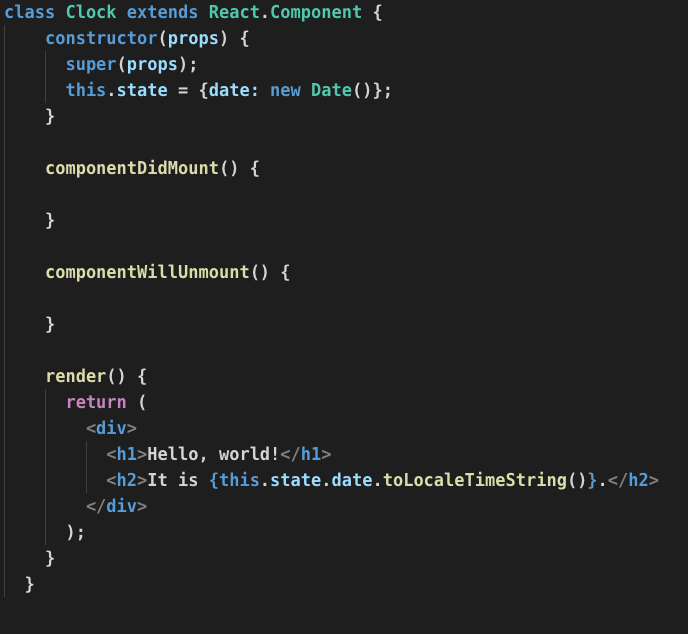 class Clock extends React.Component {
    constructor(props) {
      super(props);
      this.state = {date: new Date()};
    }

    componentDidMount() {

    }

    componentWillUnmount() {

    }

    render() {
      return (
        <div>
          <h1>Hello, world!</h1>
          <h2>It is {this.state.date.toLocaleTimeString()}.</h2>
        </div>
      );
    }
  }